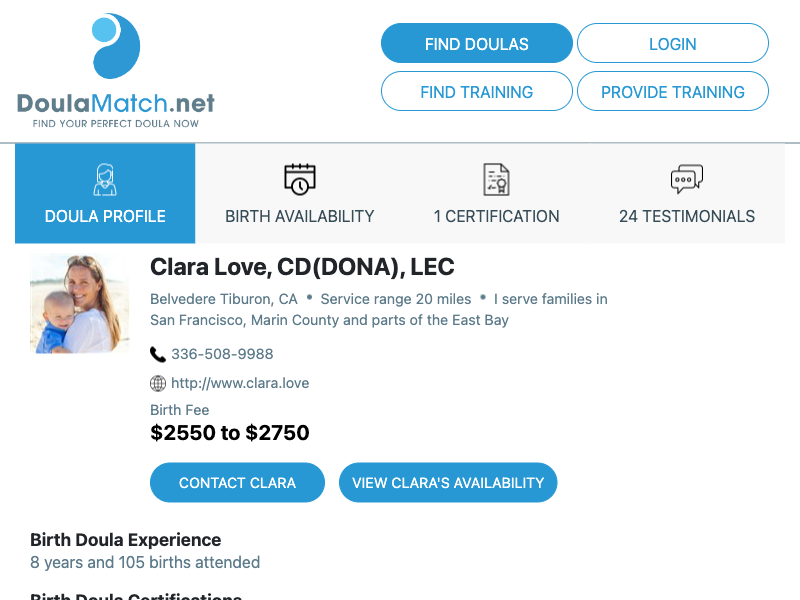 DoulaMatch.net
FIND YOUR PERFECT DOULA NOW
FIND DOULAS
LOGIN
FIND TRAINING
PROVIDE TRAINING
DOULA PROFILE
BIRTH AVAILABILITY
1 CERTIFICATION
24 TESTIMONIALS
Clara Love, CD(DONA), LEC
Belvedere Tiburon, CA • Service range 20 miles • I serve families in
San Francisco, Marin County and parts of the East Bay
336-508-9988
http://www.clara.love
Birth Fee
$2550 to $2750
CONTACT CLARA
VIEW CLARA'S AVAILABILITY
Birth Doula Experience
8 years and 105 births attended
Birth Doula Certifications